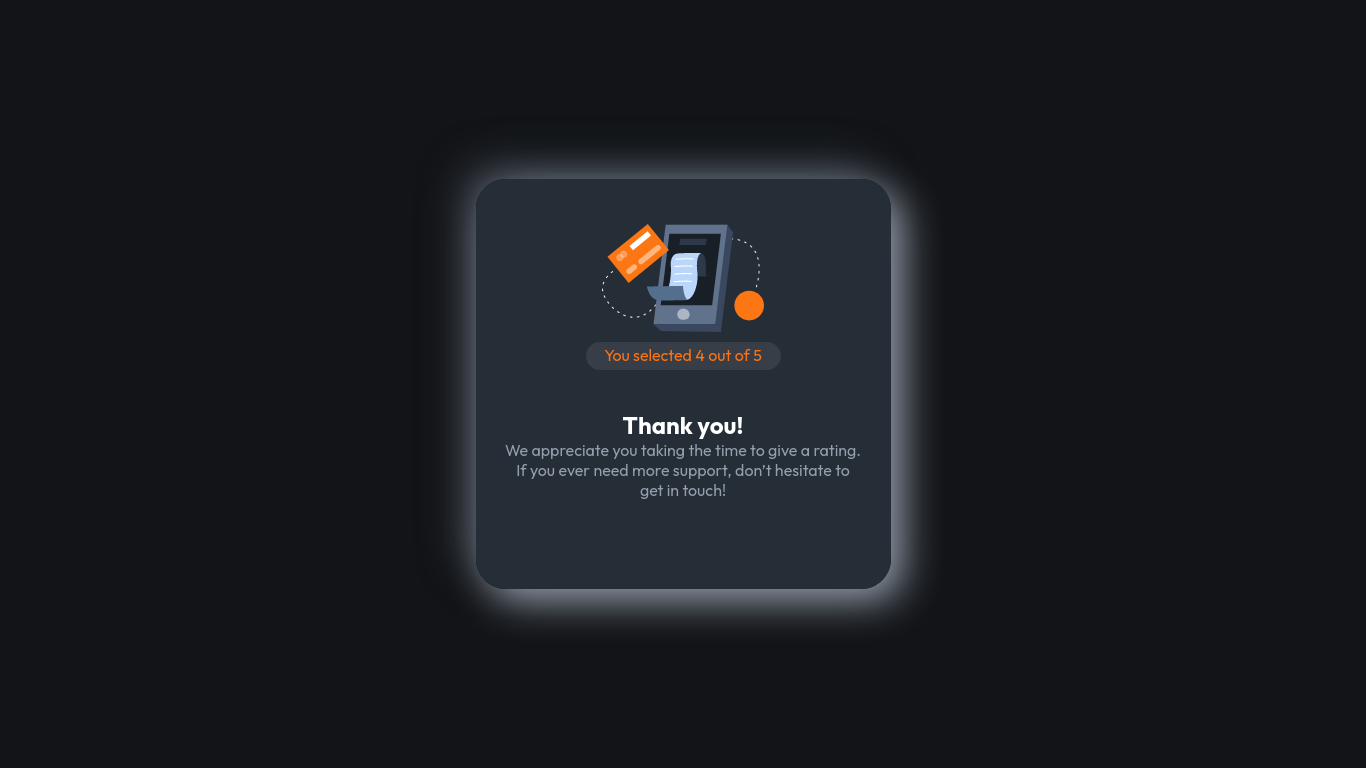 You selected 4 out of 5
Thank you!
We appreciate you taking the time to give a rating.
If you ever need more support, don’t hesitate to
get in touch!